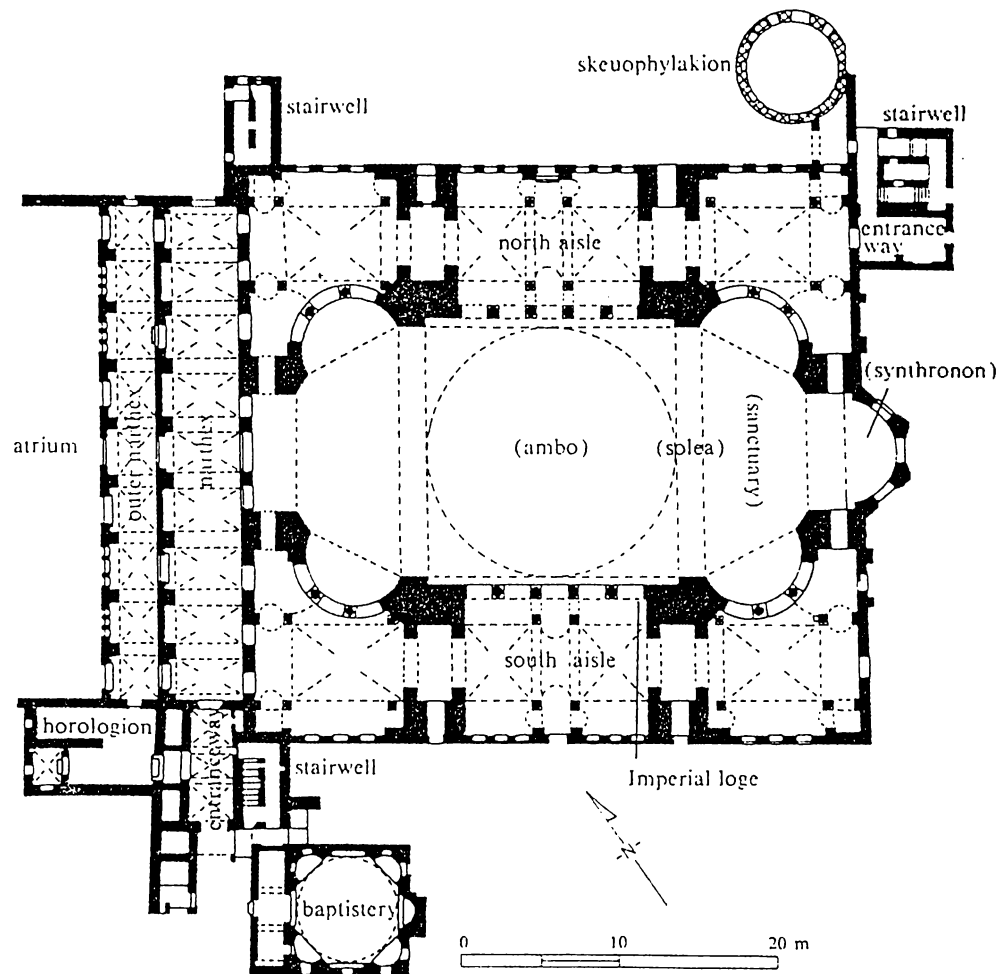 skeuophylakion
stairwell
stairwell
north aisle
entrance
way
(synthronon)
atrium
outer narthex
narthex
(ambo)
(solea)
(sanctuary)
south aisle
horologion
entranceway
stairwell
Imperial loge
N
baptistery
0 10 20 m